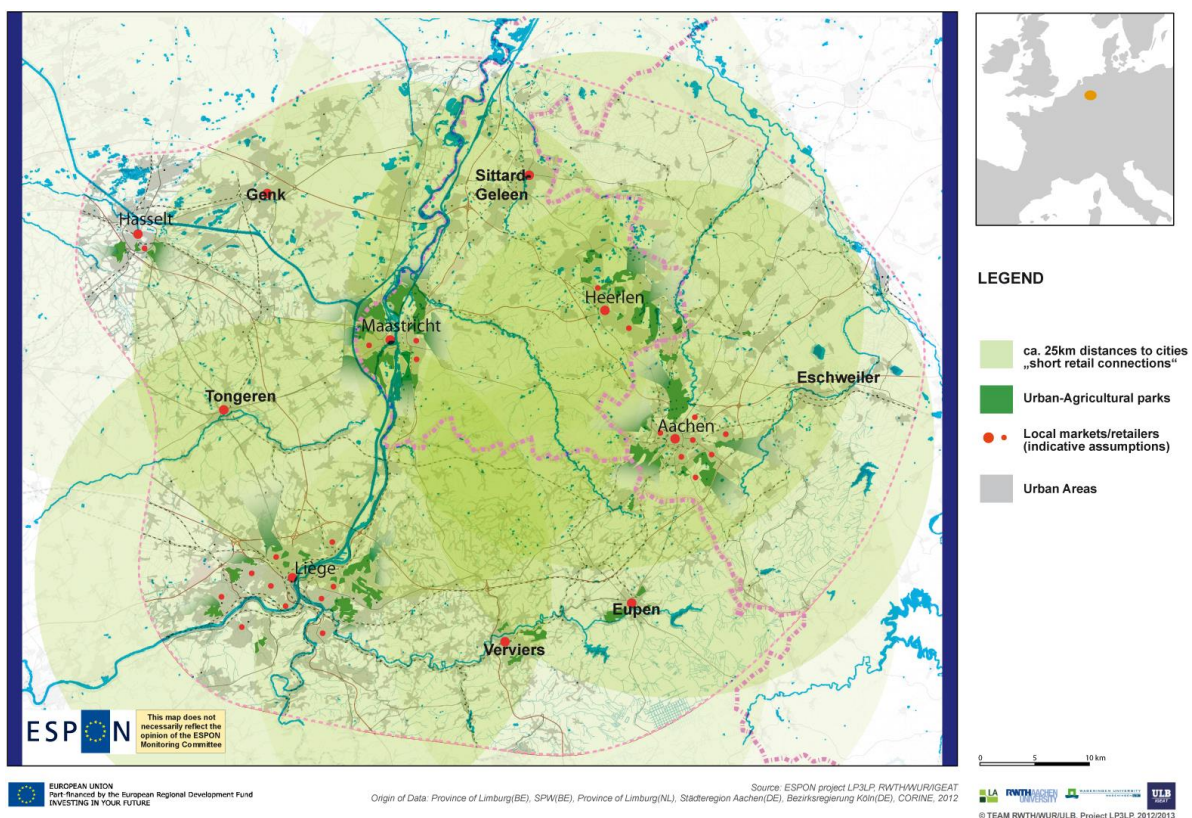 Genk
Sittard-
Geleen
Hasselt
Heerlen
Maastricht
Eschweiler
Tongeren
Aachen
Liège
Eupen
Verviers
ESPON
This map does not
necessarily reflect the
opinion of the ESPON
Monitoring Committee
LEGEND
ca. 25km distances to cities
„short retail connections“
Urban-Agricultural parks
Local markets/retailers
(indicative assumptions)
Urban Areas
0 5 10 km
EUROPEAN UNION
Part-financed by the European Regional Development Fund
INVESTING IN YOUR FUTURE
Source: ESPON project LP3LP, RWTH/WUR/IGEAT
Origin of Data: Province of Limburg(BE), SPW(BE), Province of Limburg(NL), Städteregion Aachen(DE), Bezirksregierung Köln(DE), CORINE, 2012
LA
RWTHAACHEN
UNIVERSITY
ULB
IGEAT
© TEAM RWTH/WUR/ULB, Project LP3LP, 2012/2013